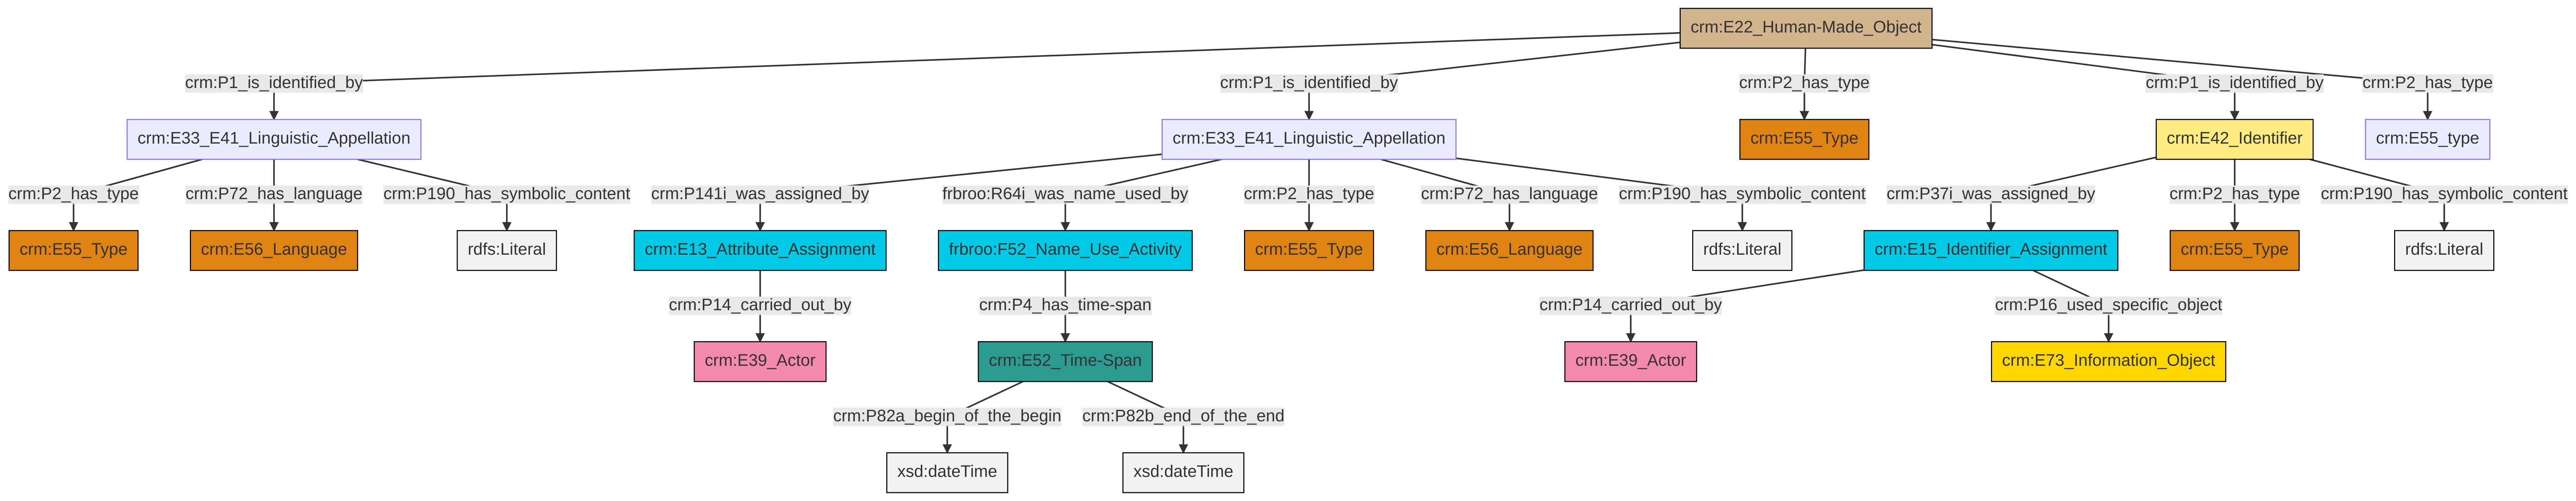 crm:E22_Human-Made_Object
crm:P1_is_identified_by
crm:P1_is_identified_by
crm:P2_has_type
crm:P1_is_identified_by
crm:P2_has_type
crm:E33_E41_Linguistic_Appellation
crm:E33_E41_Linguistic_Appellation
crm:E55_Type
crm:E42_Identifier
crm:E55_type
crm:P2_has_type
crm:P72_has_language
crm:P190_has_symbolic_content
crm:P141i_was_assigned_by
frbroo:R64i_was_name_used_by
crm:P2_has_type
crm:P72_has_language
crm:P190_has_symbolic_content
crm:P37i_was_assigned_by
crm:P2_has_type
crm:P190_has_symbolic_content
crm:E55_Type
crm:E56_Language
rdfs:Literal
crm:E13_Attribute_Assignment
frbroo:F52_Name_Use_Activity
crm:E55_Type
crm:E56_Language
rdfs:Literal
crm:E15_Identifier_Assignment
crm:E55_Type
rdfs:Literal
crm:P14_carried_out_by
crm:P4_has_time-span
crm:P14_carried_out_by
crm:P16_used_specific_object
crm:E39_Actor
crm:E52_Time-Span
crm:E39_Actor
crm:E73_Information_Object
crm:P82a_begin_of_the_begin
crm:P82b_end_of_the_end
xsd:dateTime
xsd:dateTime